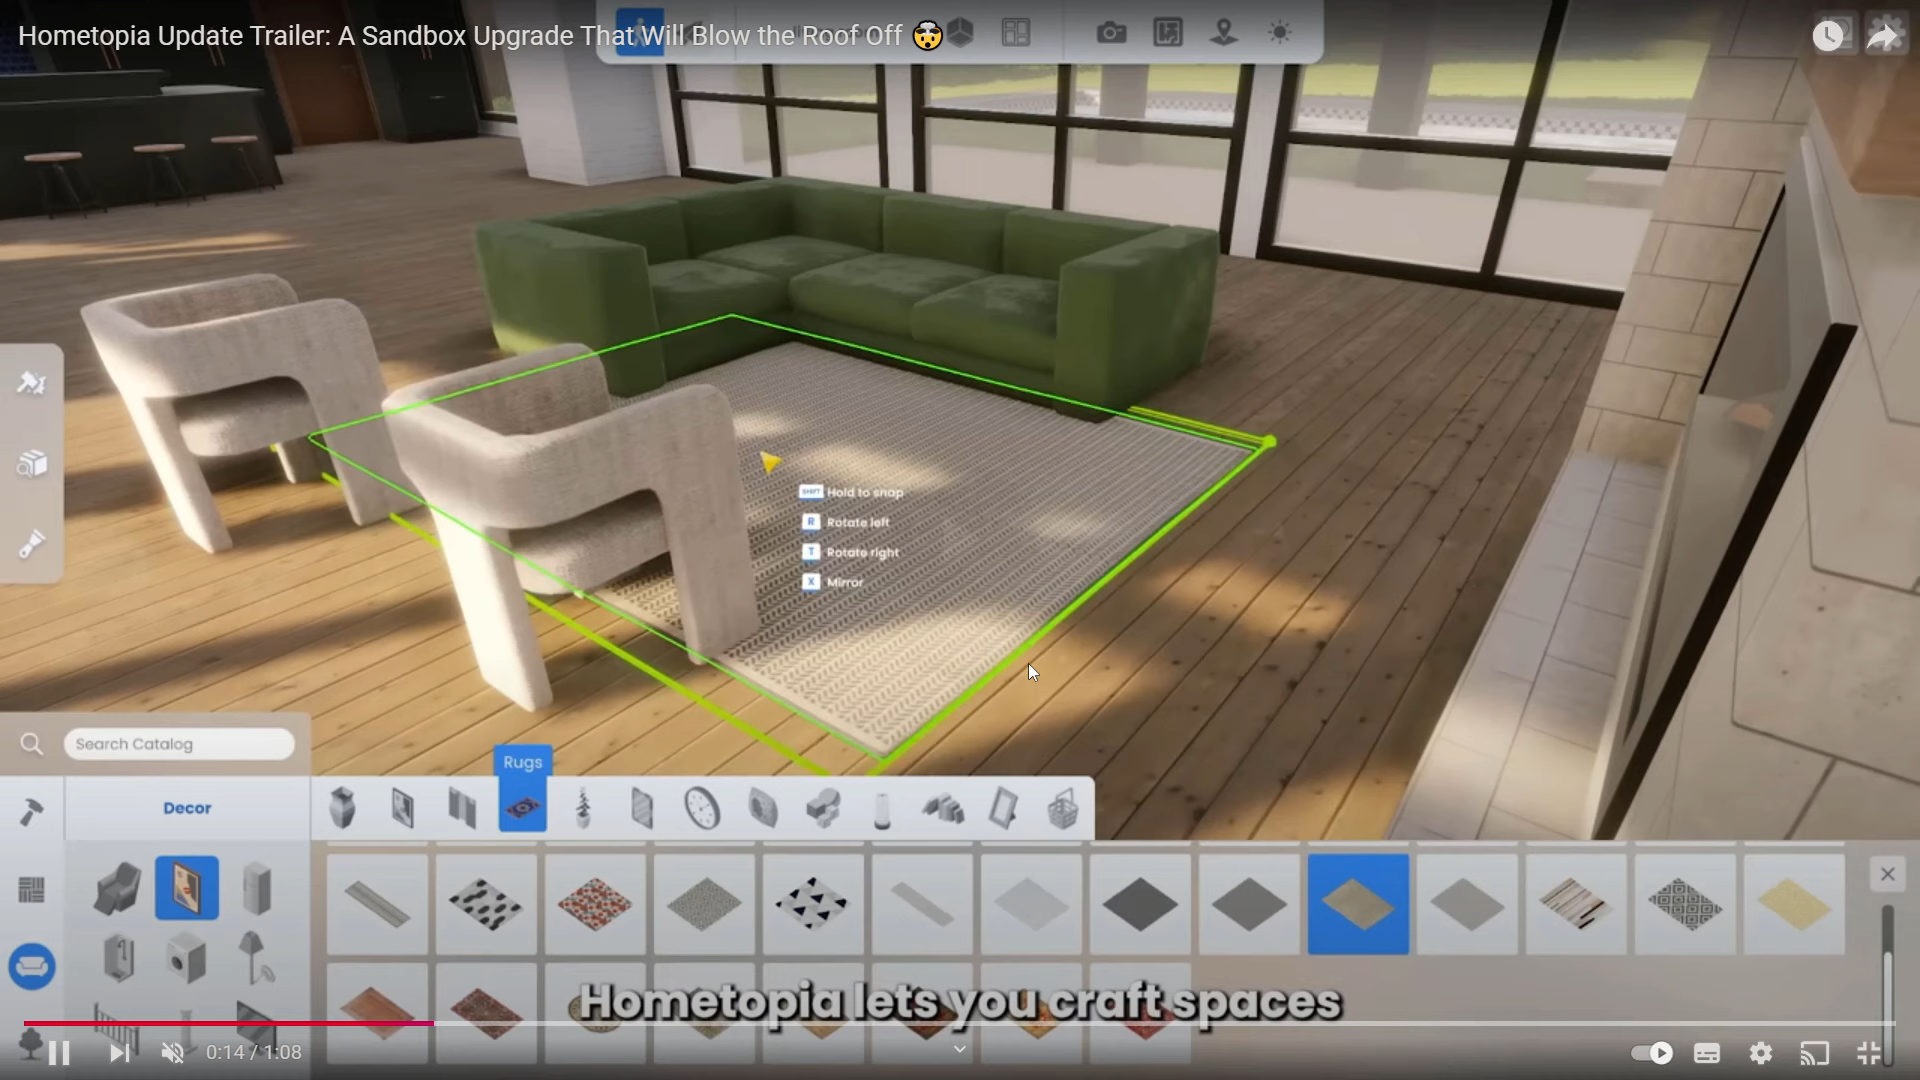 Hometopia Update Trailer: A Sandbox Upgrade That Will Blow the Roof Off 🤯
SHIFT Hold to snap
R Rotate left
T Rotate right
X Mirror
Search Catalog
Rugs
Decor
Hometopia lets you craft spaces
0:14 / 1:08